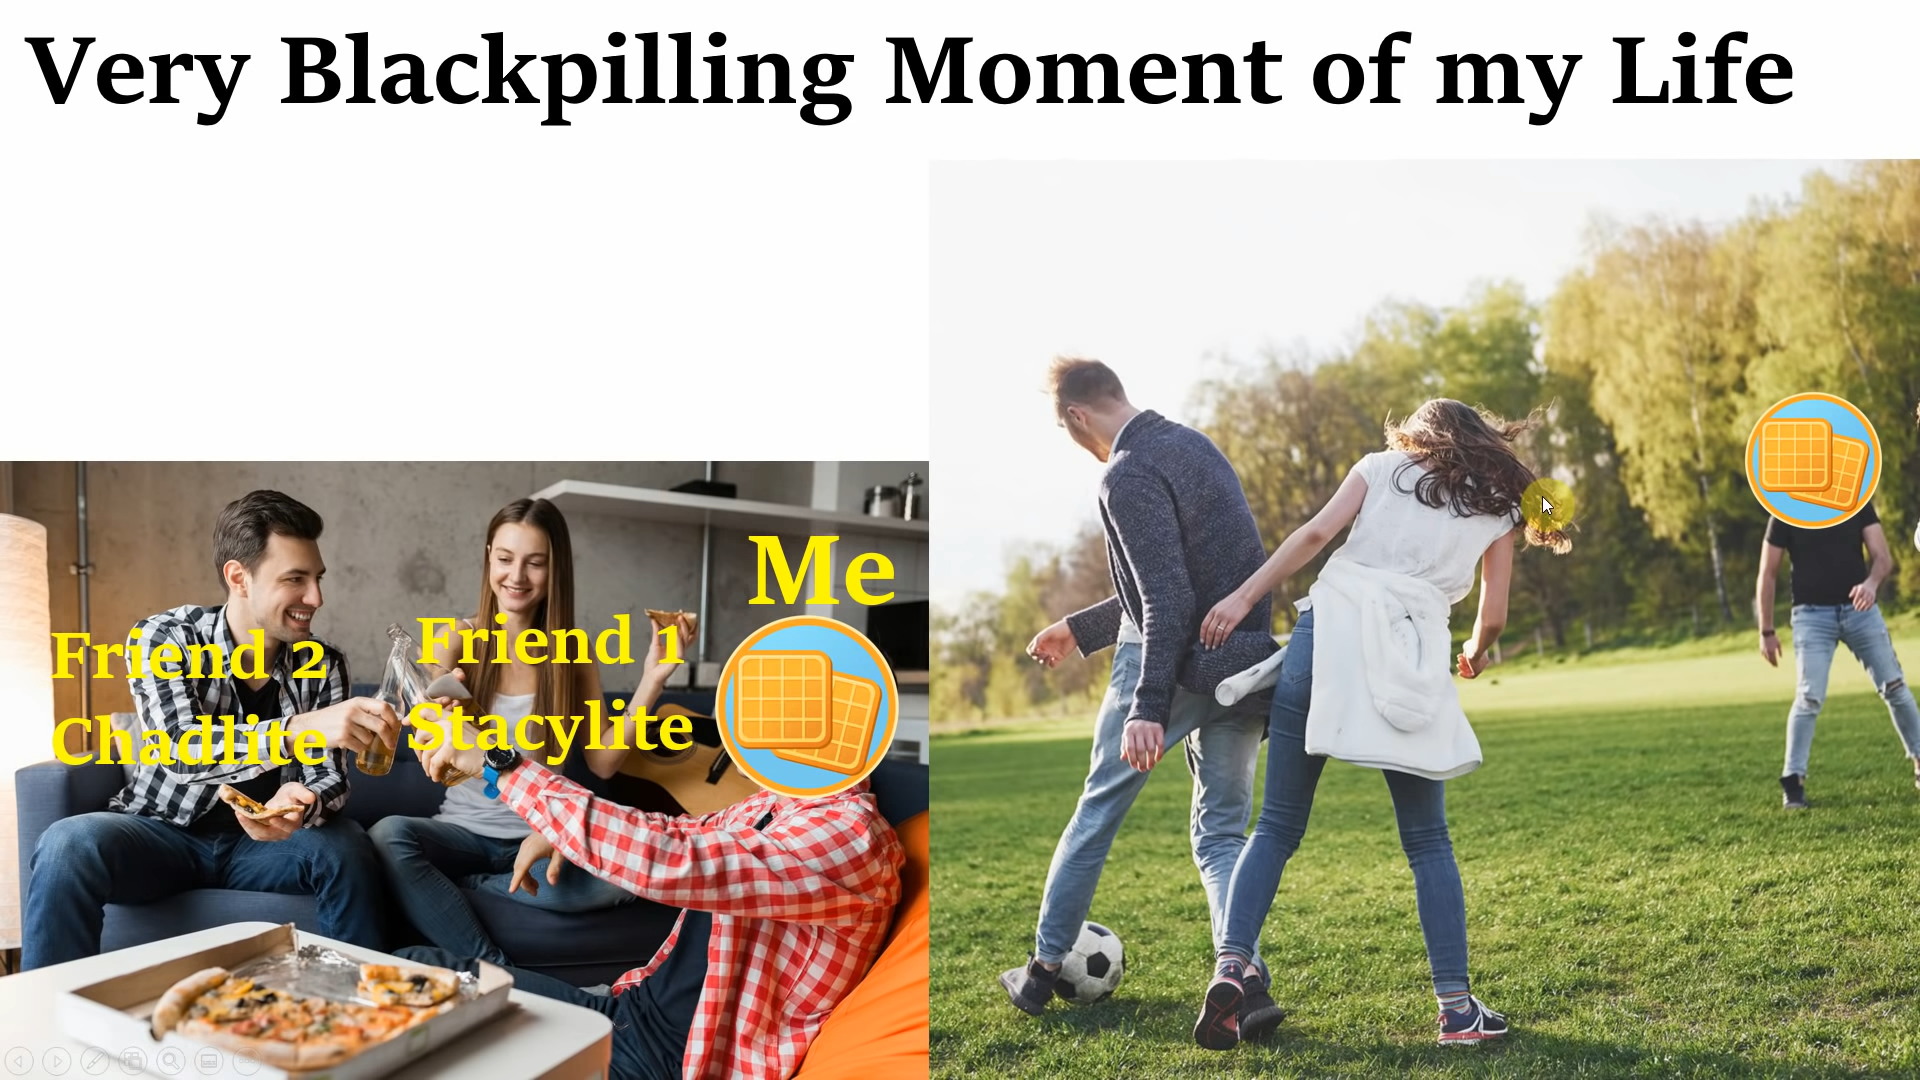 Very Blackpilling Moment of my Life
Me
Friend 1
Stacylite
Friend 2
Chadlite